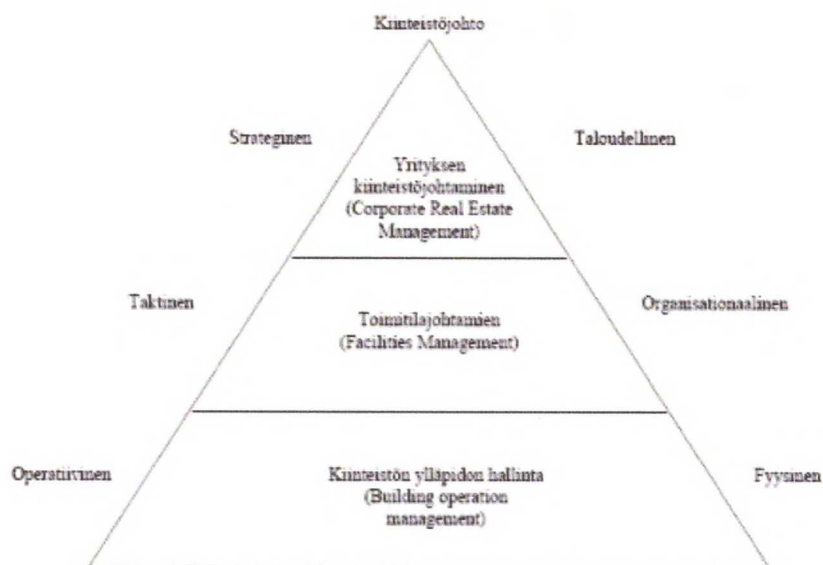 Kiinteistöjohto
Strateginen
Taloudellinen
Yrityksen
kiinteistöjohtaminen
(Corporate Real Estate
Management)
Taktinen
Organisationaalinen
Toimitilajohtamien
(Facilities Management)
Operatiivinen
Kiinteistön ylläpidon hallinta
(Building operation
management)
Fyysinen